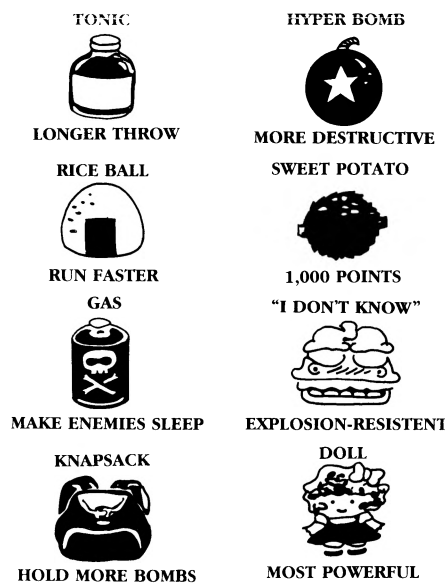 TONIC
HYPER BOMB
LONGER THROW
MORE DESTRUCTIVE
RICE BALL
SWEET POTATO
RUN FASTER
1,000 POINTS
GAS
“I DON’T KNOW”
MAKE ENEMIES SLEEP
EXPLOSION-RESISTENT
KNAPSACK
DOLL
HOLD MORE BOMBS
MOST POWERFUL